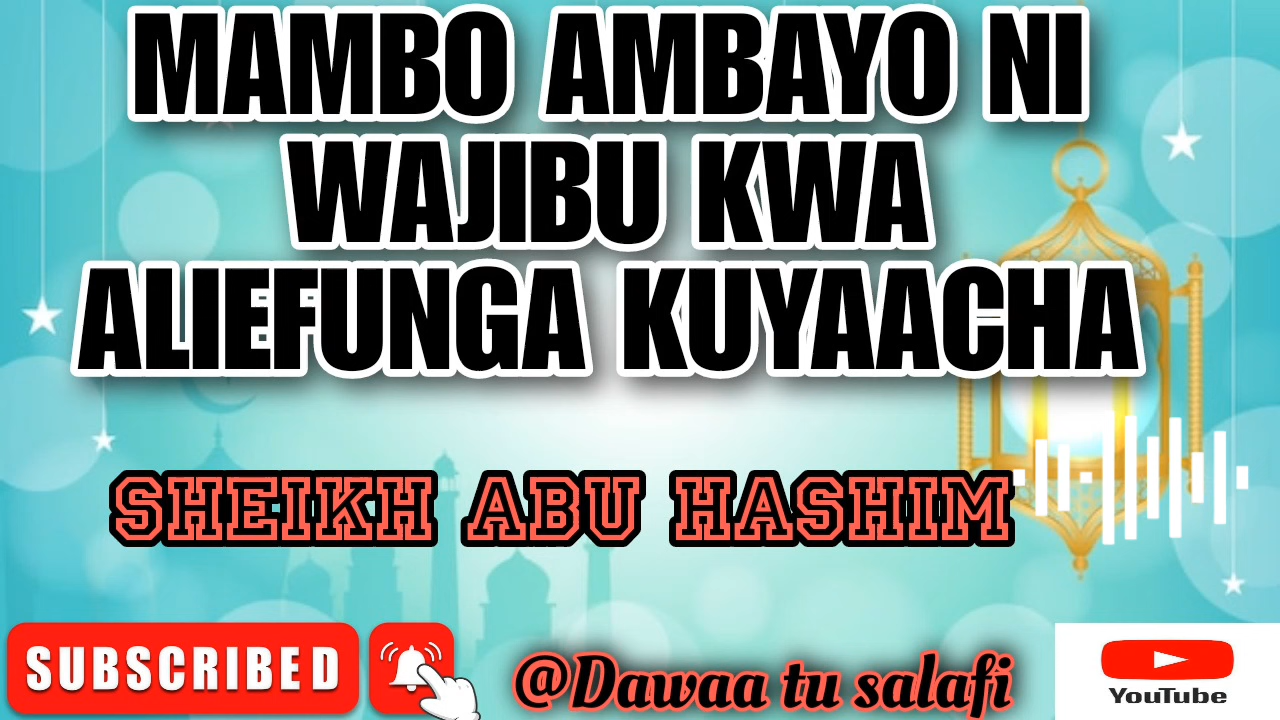 MAMBO AMBAYO NI
WAJIBU KWA
ALIEFUNGA KUYAACHA
SHEIKH ABU HASHIM
SUBSCRIBED
@Dawaa tu salafi
YouTube